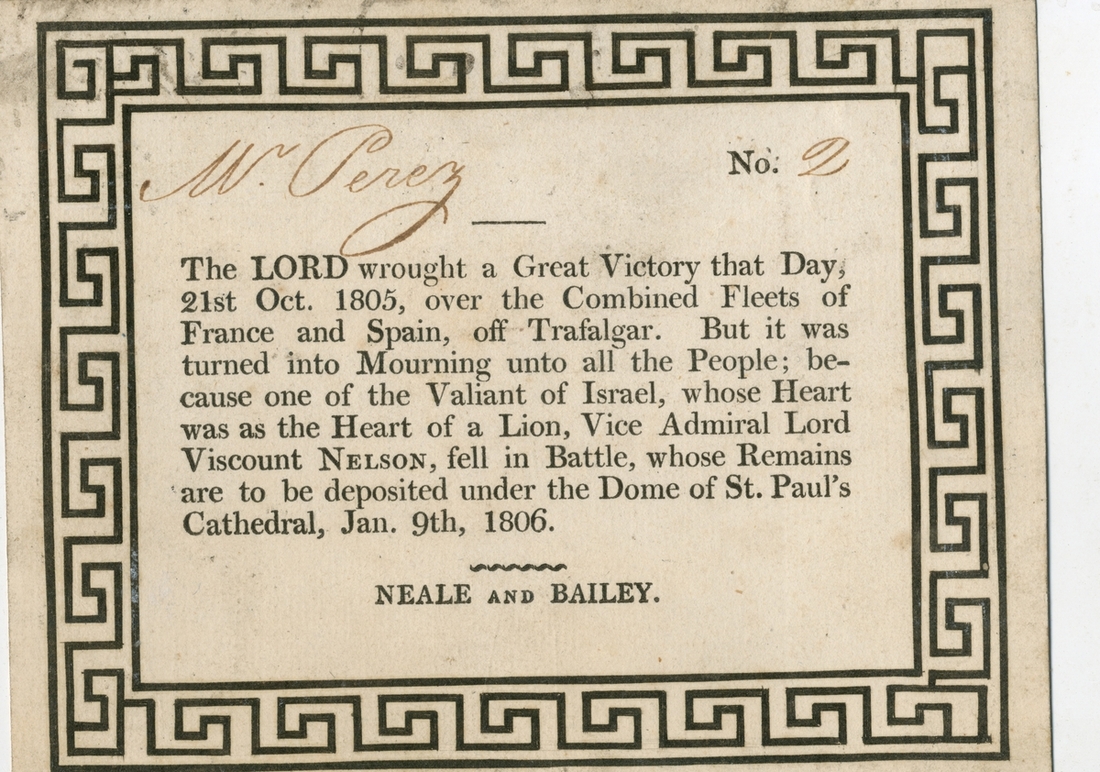 Mr. Perez No. 2
The LORD wrought a Great Victory that Day,
21st Oct. 1805, over the Combined Fleets of
France and Spain, off Trafalgar. But it was
turned into Mourning unto all the People; be-
cause one of the Valiant of Israel, whose Heart
was as the Heart of a Lion, Vice Admiral Lord
Viscount NELSON, fell in Battle, whose Remains
are to be deposited under the Dome of St. Paul's
Cathedral, Jan. 9th, 1806.
NEALE AND BAILEY.